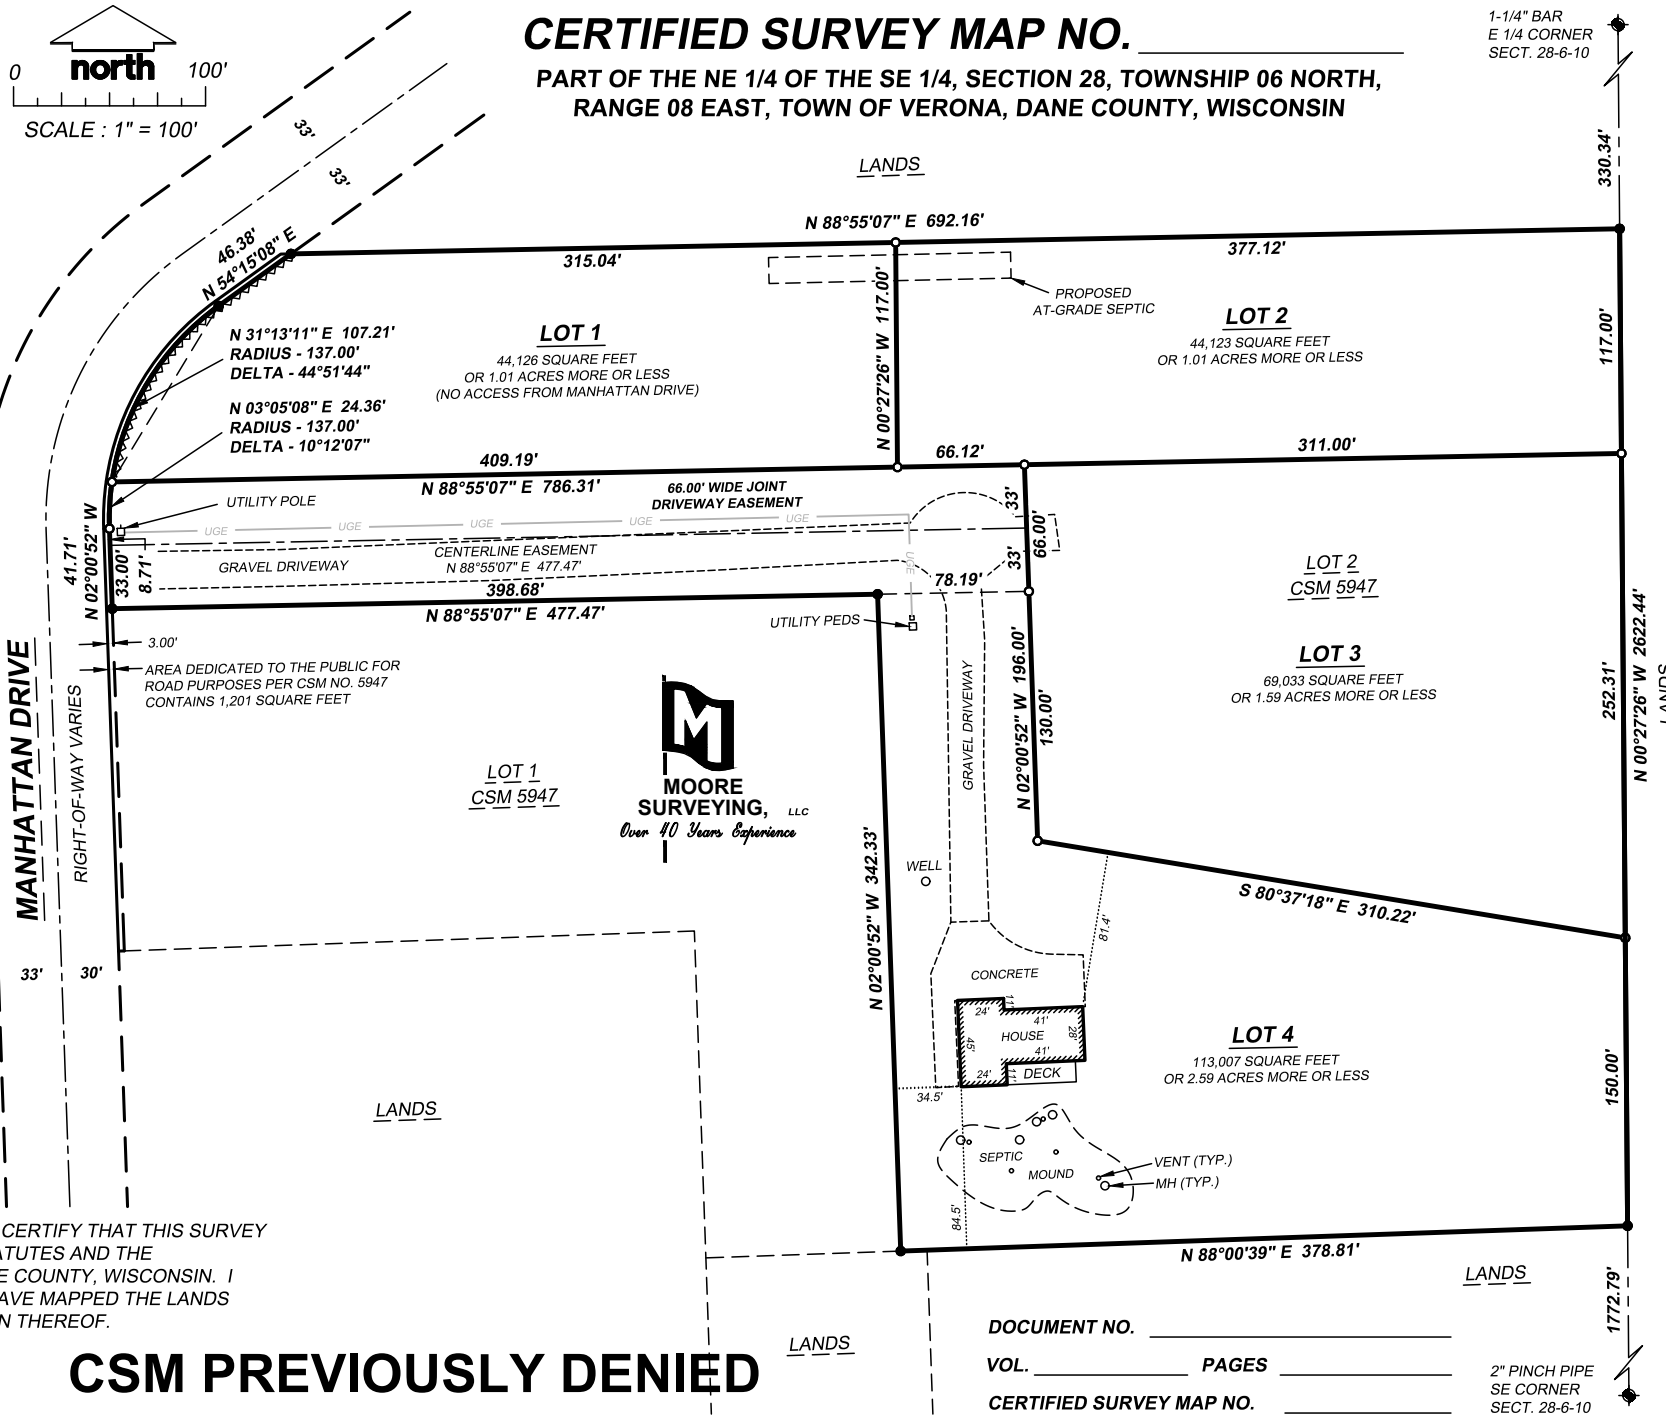 north
0 100'
SCALE : 1" = 100'
CERTIFIED SURVEY MAP NO.
PART OF THE NE 1/4 OF THE SE 1/4, SECTION 28, TOWNSHIP 06 NORTH,
RANGE 08 EAST, TOWN OF VERONA, DANE COUNTY, WISCONSIN
1-1/4" BAR
E 1/4 CORNER
SECT. 28-6-10
33'
33'
LANDS
330.34'
N 88°55'07" E 692.16'
46.38'
N 54°15'08" E
315.04'
377.12'
PROPOSED
AT-GRADE SEPTIC
N 31°13'11" E 107.21'
RADIUS - 137.00'
DELTA - 44°51'44"
N 03°05'08" E 24.36'
RADIUS - 137.00'
DELTA - 10°12'07"
LOT 1
44,126 SQUARE FEET
OR 1.01 ACRES MORE OR LESS
(NO ACCESS FROM MANHATTAN DRIVE)
N 00°27'26" W 117.00'
LOT 2
44,123 SQUARE FEET
OR 1.01 ACRES MORE OR LESS
117.00'
409.19'
66.12'
311.00'
N 88°55'07" E 786.31'
66.00' WIDE JOINT
DRIVEWAY EASEMENT
UTILITY POLE
UGE UGE UGE UGE UGE
UGE
33'
66.00'
33'
41.71'
N 02°00'52" W
33.00'
8.71'
CENTERLINE EASEMENT
N 88°55'07" E 477.47'
GRAVEL DRIVEWAY
398.68'
78.19'
N 88°55'07" E 477.47'
UTILITY PEDS
LOT 2
CSM 5947
LOT 3
69,033 SQUARE FEET
OR 1.59 ACRES MORE OR LESS
252.31'
N 00°27'26" W 2622.44'
LANDS
3.00'
AREA DEDICATED TO THE PUBLIC FOR
ROAD PURPOSES PER CSM NO. 5947
CONTAINS 1,201 SQUARE FEET
MANHATTAN DRIVE
RIGHT-OF-WAY VARIES
LOT 1
CSM 5947
M
MOORE
SURVEYING, LLC
Over 40 Years Experience
GRAVEL DRIVEWAY
N 02°00'52" W 196.00'
130.00'
N 02°00'52" W 342.33'
WELL
S 80°37'18" E 310.22'
81.4'
33' 30'
CONCRETE
24'
11'
41'
HOUSE
28'
45'
41'
24'
11'
DECK
34.5'
LOT 4
113,007 SQUARE FEET
OR 2.59 ACRES MORE OR LESS
150.00'
LANDS
SEPTIC
MOUND
VENT (TYP.)
MH (TYP.)
84.5'
N 88°00'39" E 378.81'
LANDS
1772.79'
CERTIFY THAT THIS SURVEY
ATUTES AND THE
E COUNTY, WISCONSIN. I
AVE MAPPED THE LANDS
N THEREOF.
CSM PREVIOUSLY DENIED
LANDS
DOCUMENT NO.
VOL. PAGES
CERTIFIED SURVEY MAP NO.
2" PINCH PIPE
SE CORNER
SECT. 28-6-10